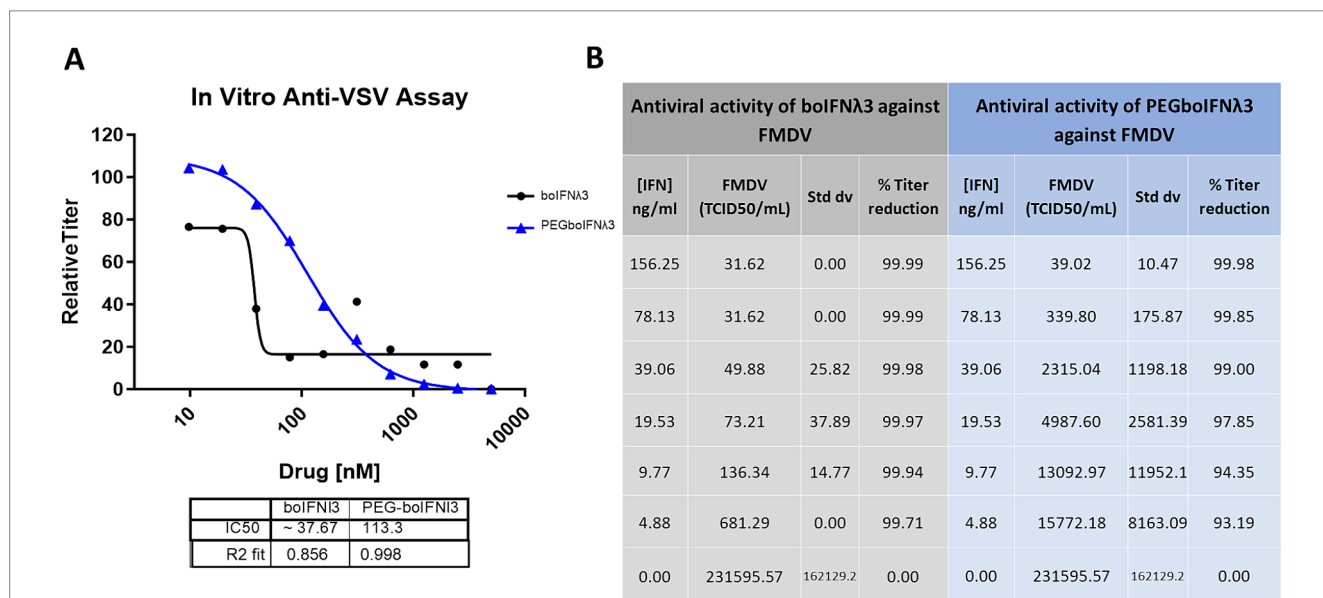 A
In Vitro Anti-VSV Assay
RelativeTiter
120
100
80
60
40
20
0
10
100
1000
10000
Drug [nM]
boIFNλ3
PEGboIFNλ3
boIFNl3 PEG-boIFNl3
IC50 ~ 37.67 113.3
R2 fit 0.856 0.998
B
Antiviral activity of boIFNλ3 against
FMDV
Antiviral activity of PEGboIFNλ3
against FMDV
[IFN] FMDV Std dv % Titer [IFN] FMDV Std dv % Titer
ng/ml (TCID50/mL) reduction ng/ml (TCID50/mL) reduction
156.25 31.62 0.00 99.99 156.25 39.02 10.47 99.98
78.13 31.62 0.00 99.99 78.13 339.80 175.87 99.85
39.06 49.88 25.82 99.98 39.06 2315.04 1198.18 99.00
19.53 73.21 37.89 99.97 19.53 4987.60 2581.39 97.85
9.77 136.34 14.77 99.94 9.77 13092.97 11952.1 94.35
4.88 681.29 0.00 99.71 4.88 15772.18 8163.09 93.19
0.00 231595.57 162129.2 0.00 0.00 231595.57 162129.2 0.00